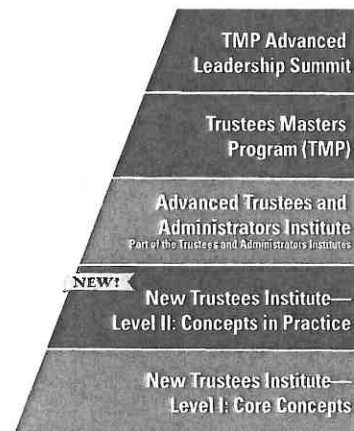 TMP Advanced
Leadership Summit
Trustees Masters
Program (TMP)
Advanced Trustees and
Administrators Institute
Part of the Trustees and Administrators Institutes
NEW!
New Trustees Institute—
Level II: Concepts in Practice
New Trustees Institute—
Level I: Core Concepts